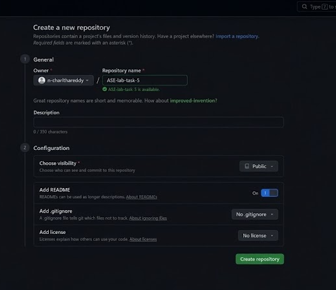 Type / to
Create a new repository
Repositories contain a project's files and version history. Have a project elsewhere? Import a repository.
Required fields are marked with an asterisk (*).
1 General
Owner * Repository name *
n-charithareddy / ASE-lab-task-5
ASE-lab-task-5 is available.
Great repository names are short and memorable. How about improved-invention?
Description
0 / 350 characters
2 Configuration
Choose visibility *
Choose who can see and commit to this repository
Public
Add README
READMEs can be used as longer descriptions. About READMEs
On
Add .gitignore
.gitignore tells git which files not to track. About ignoring files
No .gitignore
Add license
Licenses explain how others can use your code. About licenses
No license
Create repository